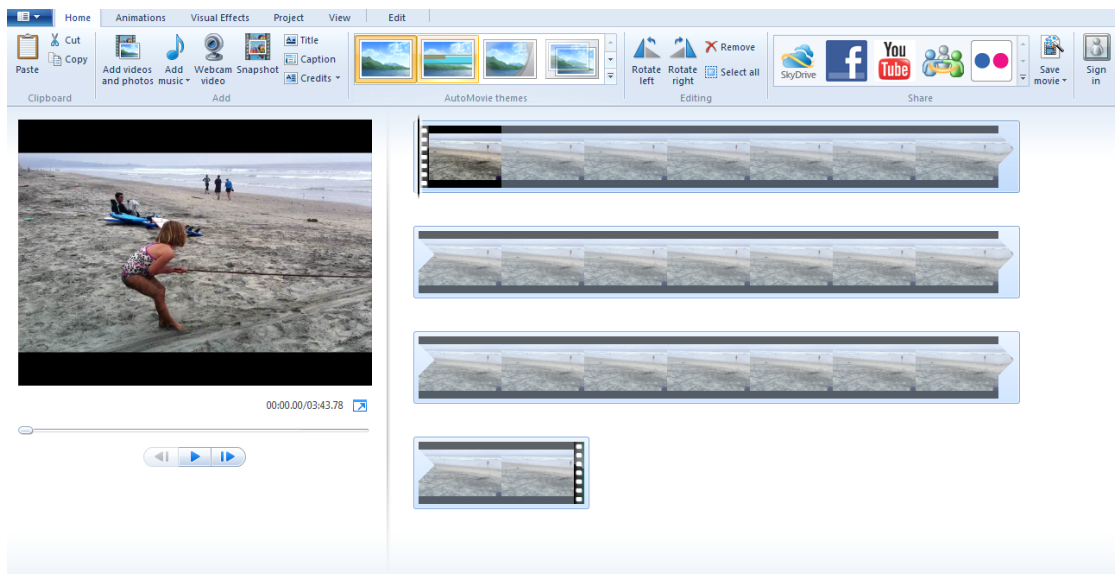 Home Animations Visual Effects Project View Edit
Cut
Copy
Paste
Clipboard
Add videos
and photos
Add
music
Webcam
video
Snapshot
Title
Caption
Credits
Add
AutoMovie themes
Rotate
left
Rotate
right
Remove
Select all
Editing
SkyDrive
f
You
Tube
Share
Save
movie
Sign
in
00:00.00/03:43.78